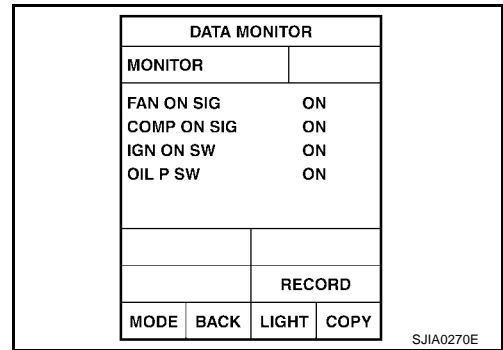 DATA MONITOR
MONITOR
FAN ON SIG ON
COMP ON SIG ON
IGN ON SW ON
OIL P SW ON
RECORD
MODE BACK LIGHT COPY
SJIA0270E